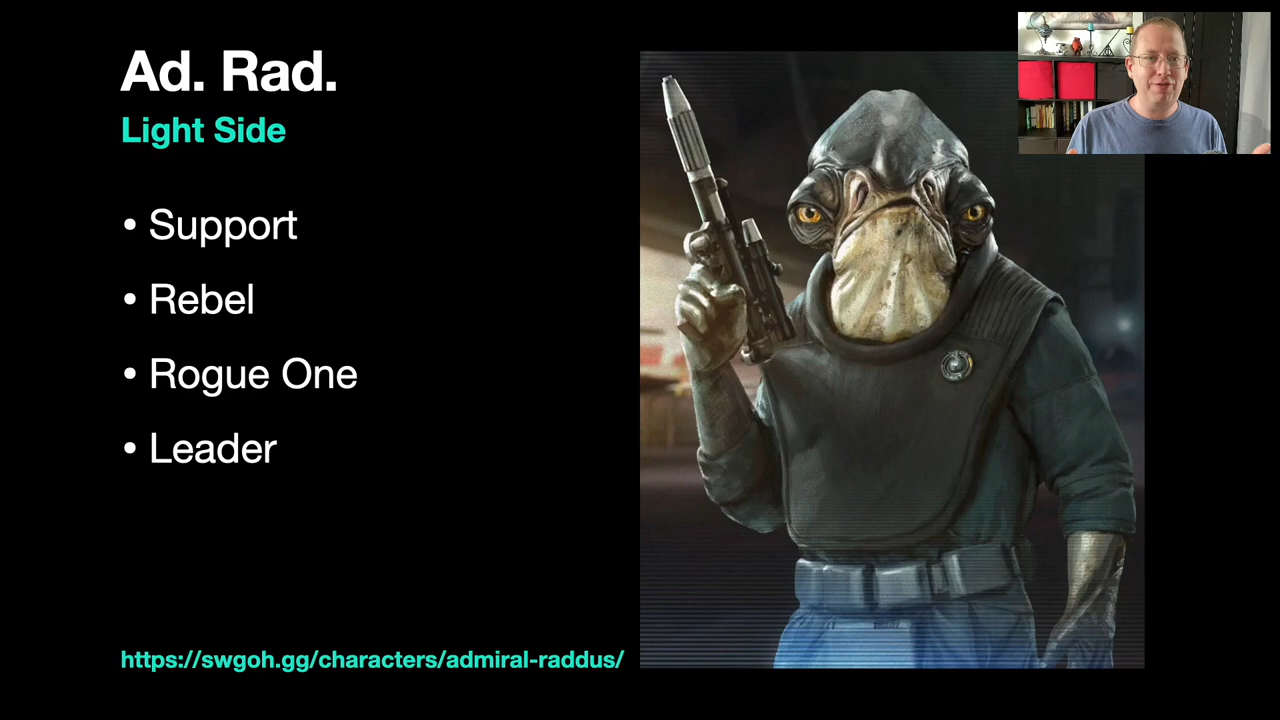 Ad. Rad.
Light Side
• Support
• Rebel
• Rogue One
• Leader
https://swgoh.gg/characters/admiral-raddus/